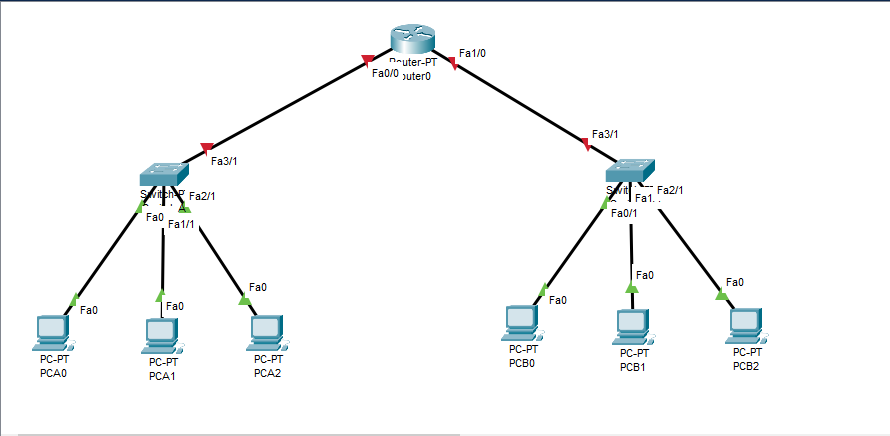 Fa1/0
Router-PT
Fa0/0
outer0
Fa3/1
Fa3/1
Fa2/1
Fa0
Fa1/1
Fa2/1
Fa1
Fa0/1
Fa0
Fa0
Fa0
Fa0
Fa0
Fa0
PC-PT
PCA0
PC-PT
PCA1
PC-PT
PCA2
PC-PT
PCB0
PC-PT
PCB1
PC-PT
PCB2